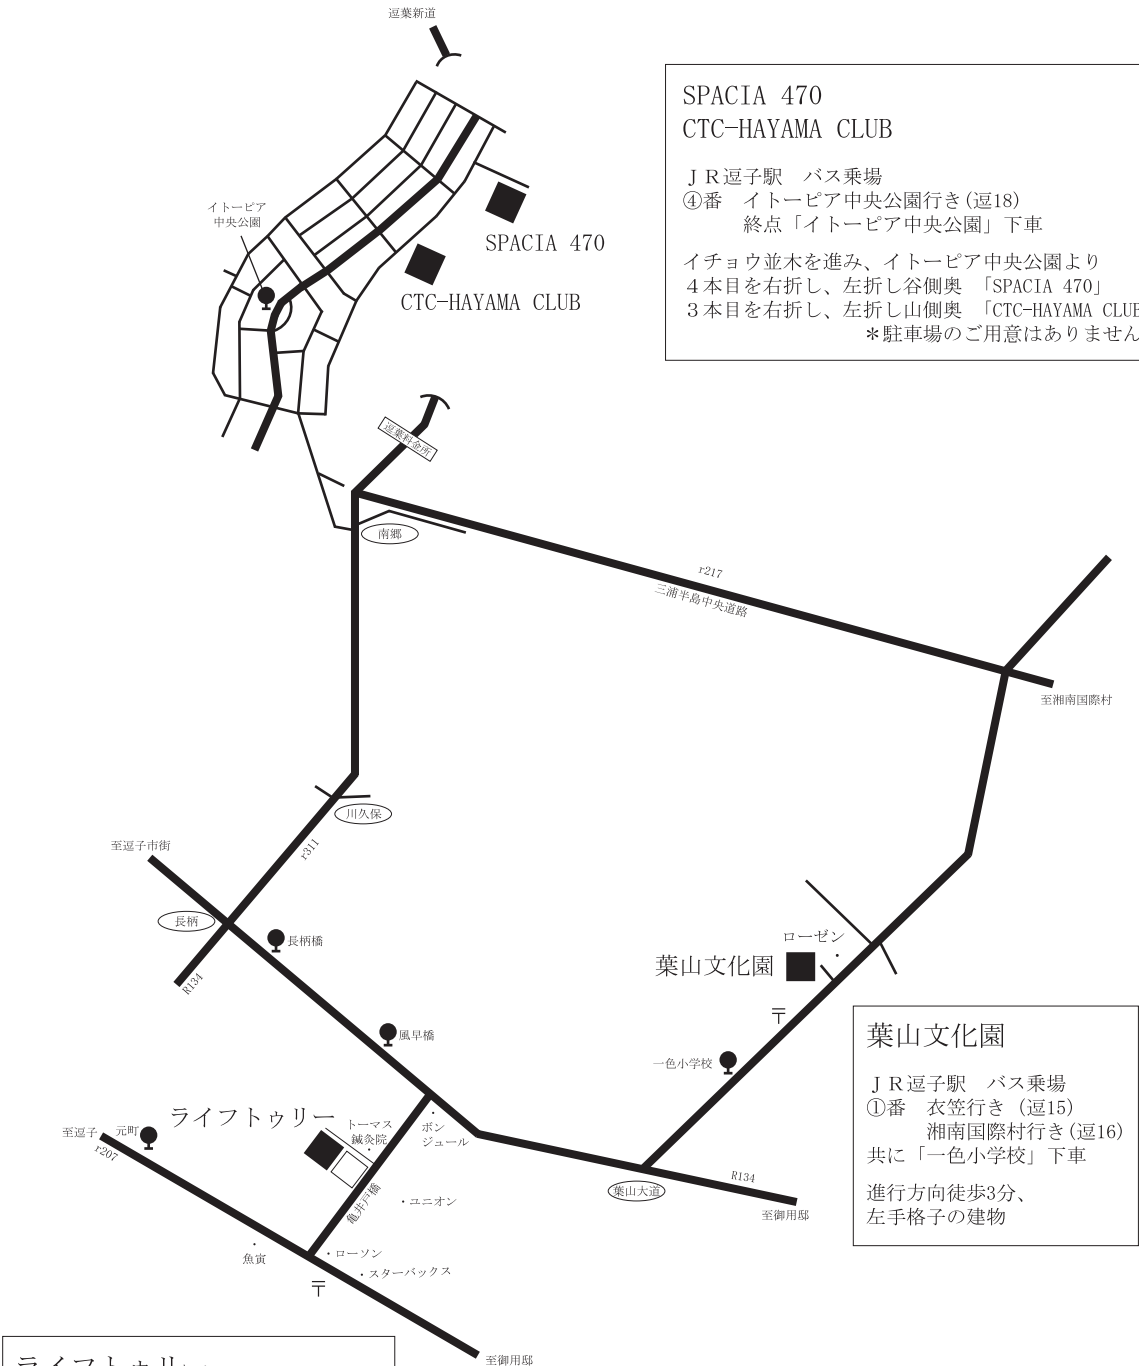 逗葉新道
SPACIA 470
CTC-HAYAMA CLUB
ＪＲ逗子駅　バス乗場
④番　イトーピア中央公園行き(逗18)
終点「イトーピア中央公園」下車
イチョウ並木を進み、イトーピア中央公園より
４本目を右折し、左折し谷側奥　「SPACIA 470」
３本目を右折し、左折し山側奥　「CTC-HAYAMA CLUB
＊駐車場のご用意はありません
イトーピア
中央公園
SPACIA 470
CTC-HAYAMA CLUB
逗葉料金所
南郷
r217
三浦半島中央道路
至湘南国際村
川久保
r311
至逗子市街
長柄
R134
長柄橋
風早橋
ローゼン
葉山文化園
〒
一色小学校
葉山文化園
ＪＲ逗子駅　バス乗場
①番　衣笠行き (逗15)
湘南国際村行き(逗16)
共に「一色小学校」下車
進行方向徒歩3分、
左手格子の建物
ライフトゥリー
トーマス
鍼灸院
ボン
ジュール
至逗子
元町
r207
亀井戸橋
・ユニオン
葉山大道
R134
至御用邸
魚寅
・ローソン
・スターバックス
〒
至御用邸
ライフトゥリー